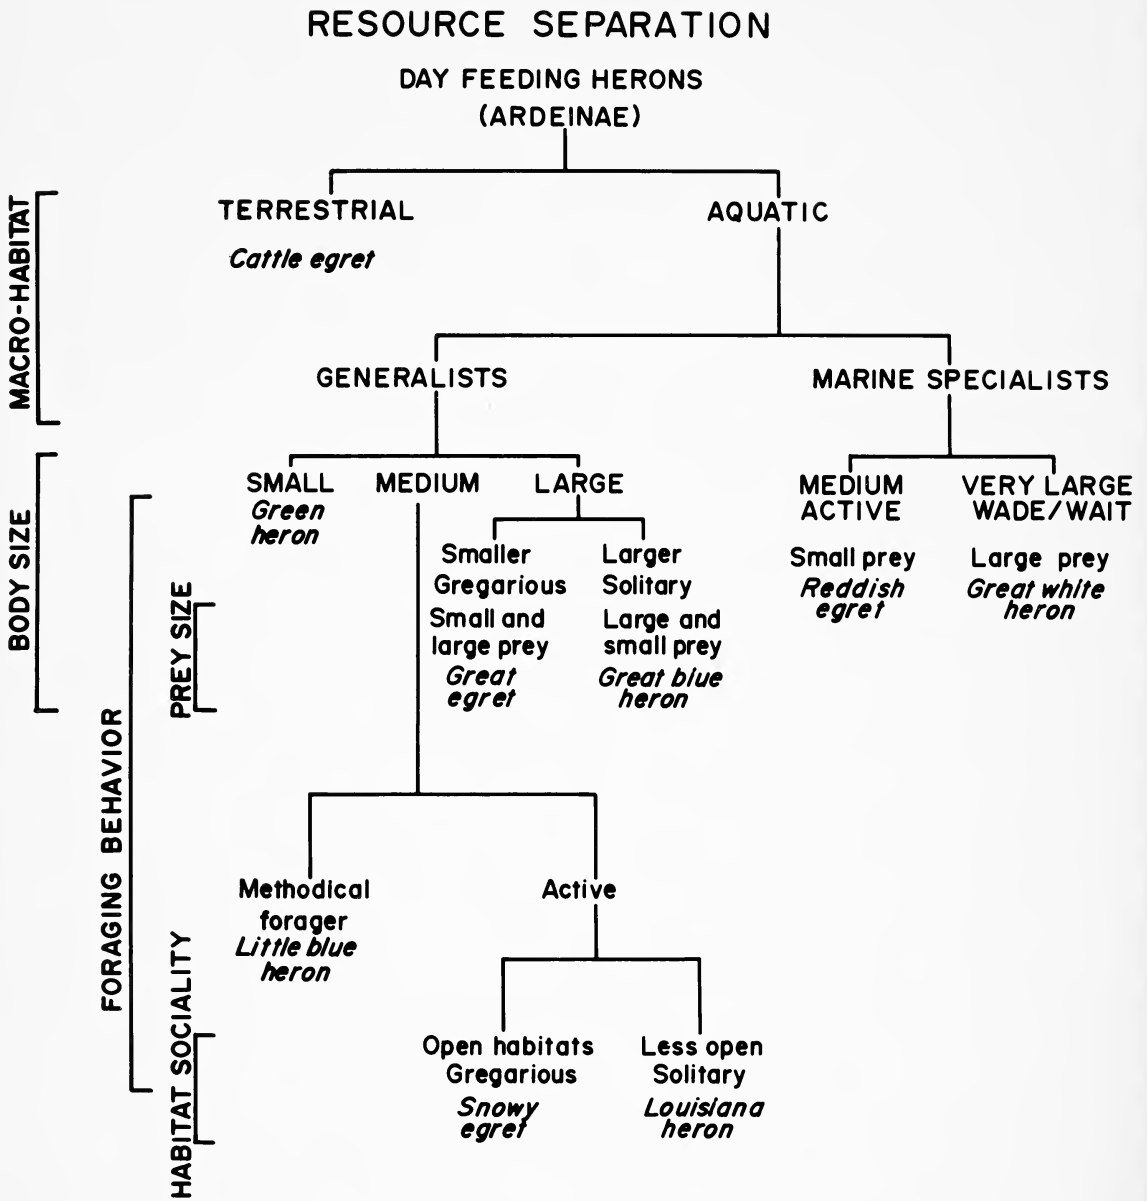 RESOURCE SEPARATION
DAY FEEDING HERONS
(ARDEINAE)
MACRO-HABITAT
TERRESTRIAL
Cattle egret
AQUATIC
GENERALISTS
MARINE SPECIALISTS
BODY SIZE
FORAGING BEHAVIOR
PREY SIZE
SMALL
Green
heron
MEDIUM
LARGE
Smaller
Gregarious
Small and
large prey
Great
egret
Larger
Solitary
Large and
small prey
Great blue
heron
MEDIUM
ACTIVE
Small prey
Reddish
egret
VERY LARGE
WADE/WAIT
Large prey
Great white
heron
Methodical
forager
Little blue
heron
Active
HABITAT SOCIALITY
Open habitats
Gregarious
Snowy
egret
Less open
Solitary
Louisiana
heron